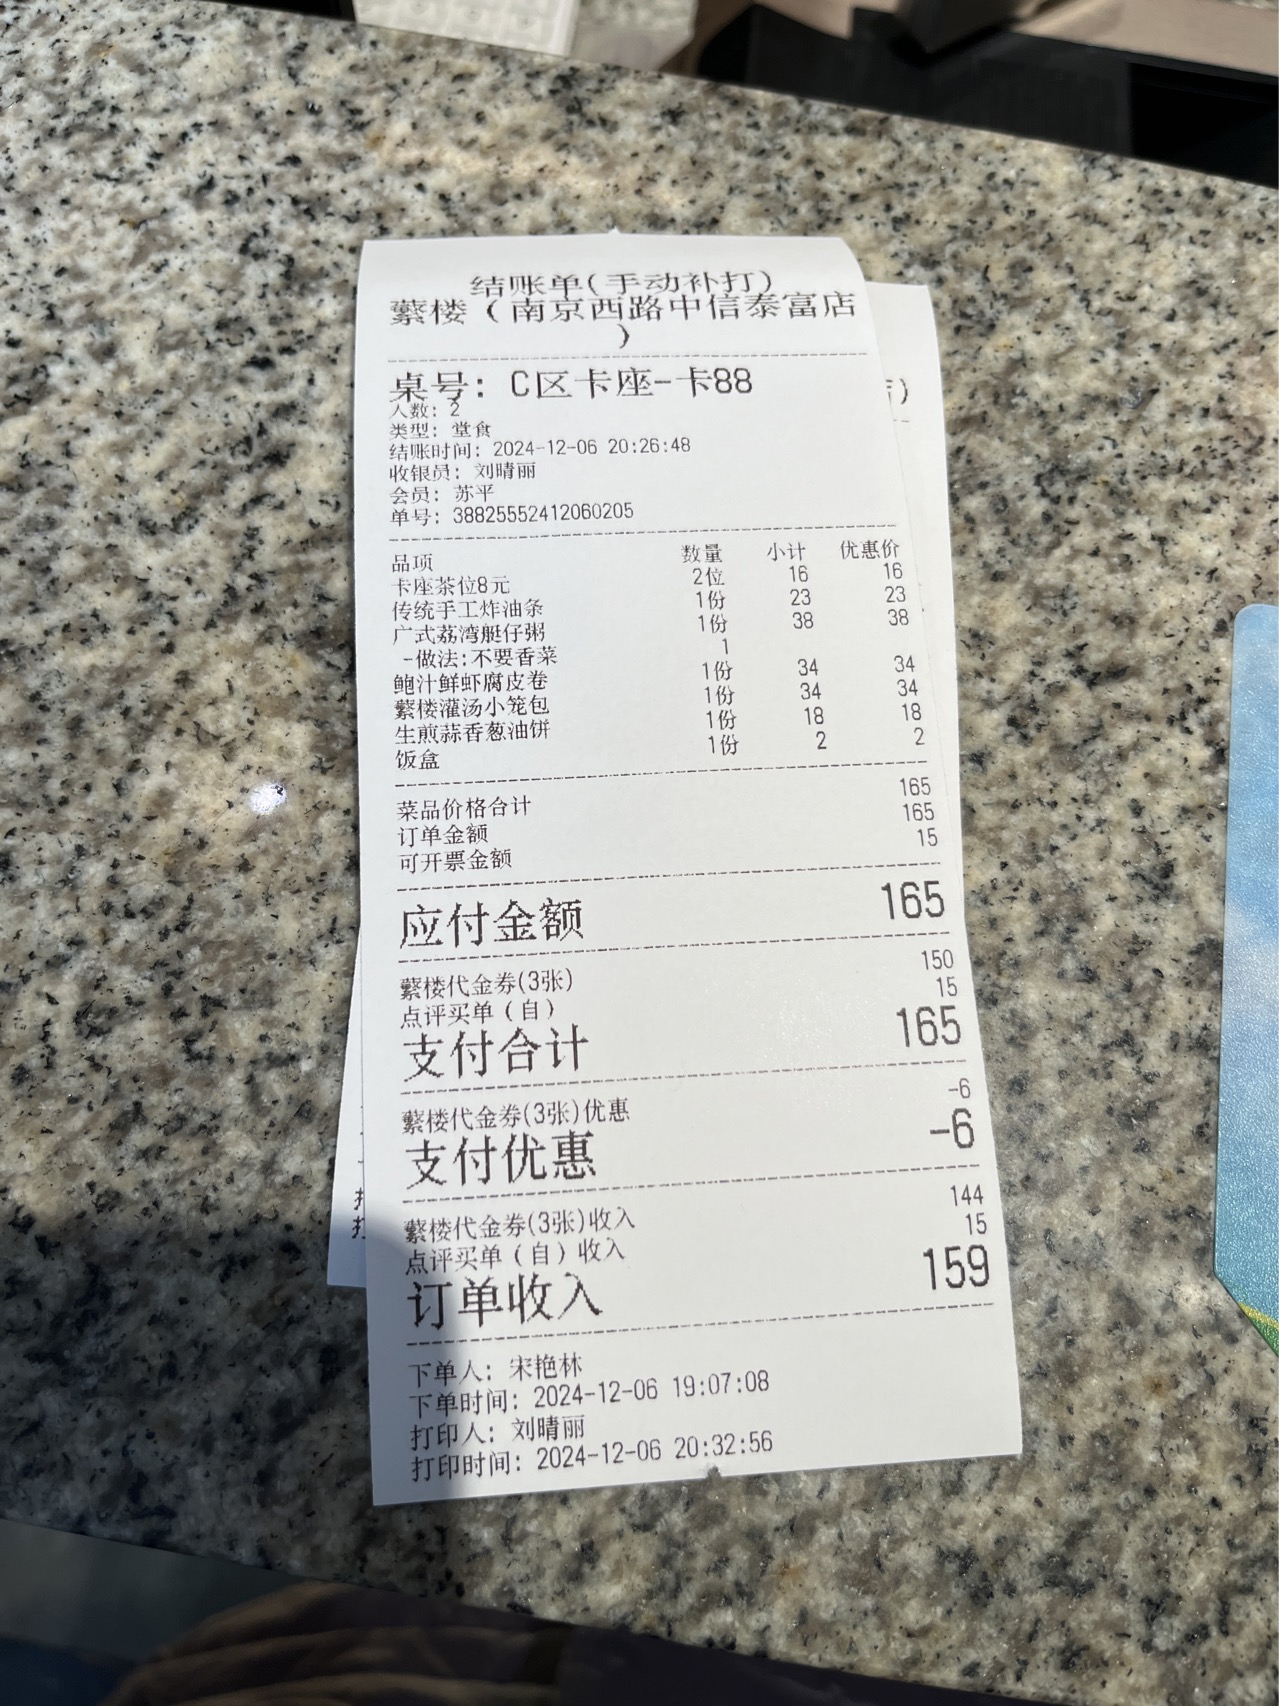 结账单(手动补打)
蘩楼（南京西路中信泰富店
）
桌号: C区卡座-卡88
人数: 2
类型: 堂食
结账时间: 2024-12-06 20:26:48
收银员: 刘晴丽
会员: 苏平
单号: 38825552412060205
品项 数量 小计 优惠价
卡座茶位8元 2位 16 16
传统手工炸油条 1份 23 23
广式荔湾艇仔粥 1份 38 38
-做法:不要香菜 1
鲍汁鲜虾腐皮卷 1份 34 34
蘩楼灌汤小笼包 1份 34 34
生煎蒜香葱油饼 1份 18 18
饭盒 1份 2 2
菜品价格合计 165
订单金额 165
可开票金额 15
应付金额 165
蘩楼代金券(3张) 150
点评买单（自） 15
支付合计 165
蘩楼代金券(3张)优惠 -6
支付优惠 -6
蘩楼代金券(3张)收入 144
点评买单（自）收入 15
订单收入 159
下单人: 宋艳林
下单时间: 2024-12-06 19:07:08
打印人: 刘晴丽
打印时间: 2024-12-06 20:32:56